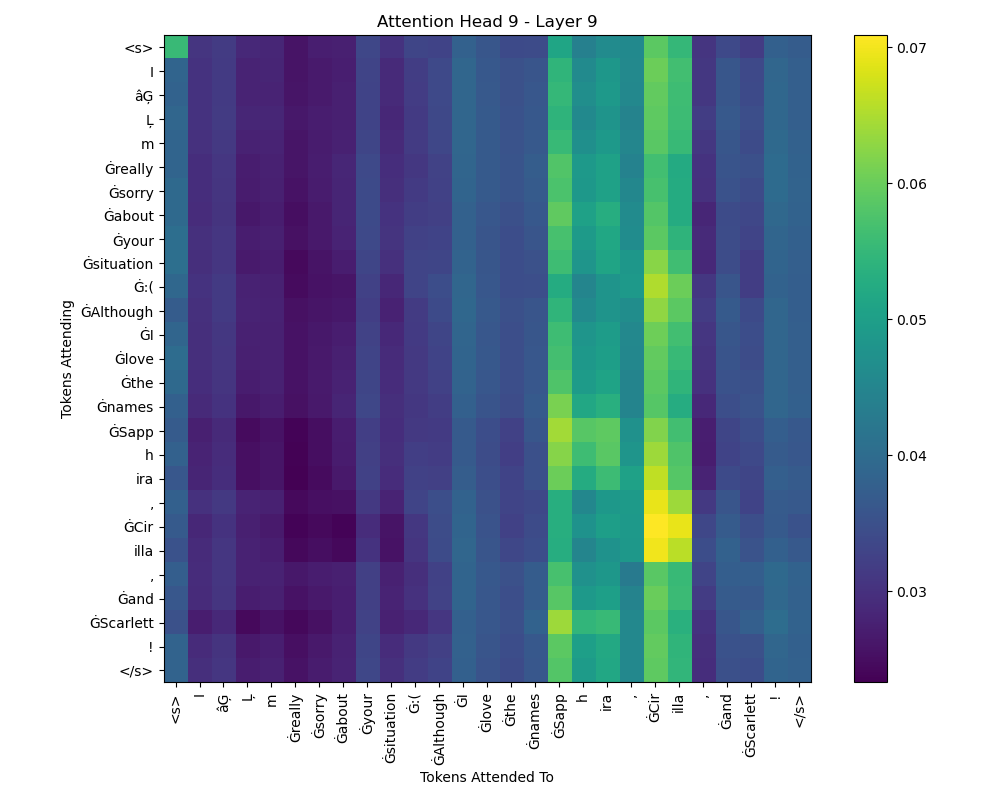 Attention Head 9 - Layer 9
Tokens Attending
<s>
I
âĢ
Ļ
m
Ġreally
Ġsorry
Ġabout
Ġyour
Ġsituation
Ġ:(
ĠAlthough
ĠI
Ġlove
Ġthe
Ġnames
ĠSapp
h
ira
,
ĠCir
illa
,
Ġand
ĠScarlett
!
</s>
<s>
I
âĢ
Ļ
m
Ġreally
Ġsorry
Ġabout
Ġyour
Ġsituation
Ġ:(
ĠAlthough
ĠI
Ġlove
Ġthe
Ġnames
ĠSapp
h
ira
,
ĠCir
illa
,
Ġand
ĠScarlett
!
</s>
Tokens Attended To
0.07
0.06
0.05
0.04
0.03